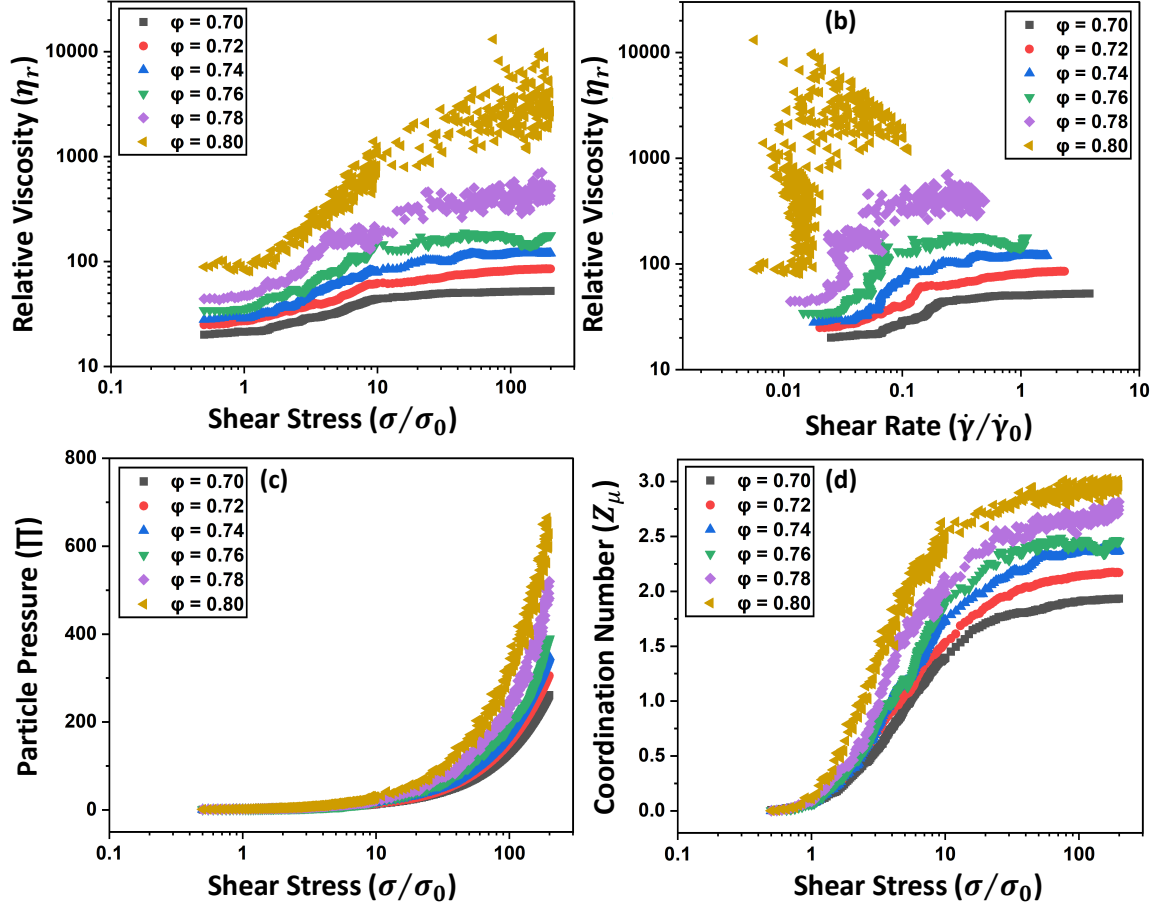 10000
1000
100
10
Relative Viscosity (ηr)
φ = 0.70
φ = 0.72
φ = 0.74
φ = 0.76
φ = 0.78
φ = 0.80
0.1
1
10
100
Shear Stress (σ/σ0)
(b)
10000
1000
100
10
Relative Viscosity (ηr)
φ = 0.70
φ = 0.72
φ = 0.74
φ = 0.76
φ = 0.78
φ = 0.80
0.01
0.1
1
10
Shear Rate (γ̇/γ̇0)
(c)
800
600
400
200
0
Particle Pressure (∏)
φ = 0.70
φ = 0.72
φ = 0.74
φ = 0.76
φ = 0.78
φ = 0.80
0.1
1
10
100
Shear Stress (σ/σ0)
(d)
3.0
2.5
2.0
1.5
1.0
0.5
0.0
Coordination Number (Zμ)
φ = 0.70
φ = 0.72
φ = 0.74
φ = 0.76
φ = 0.78
φ = 0.80
0.1
1
10
100
Shear Stress (σ/σ0)